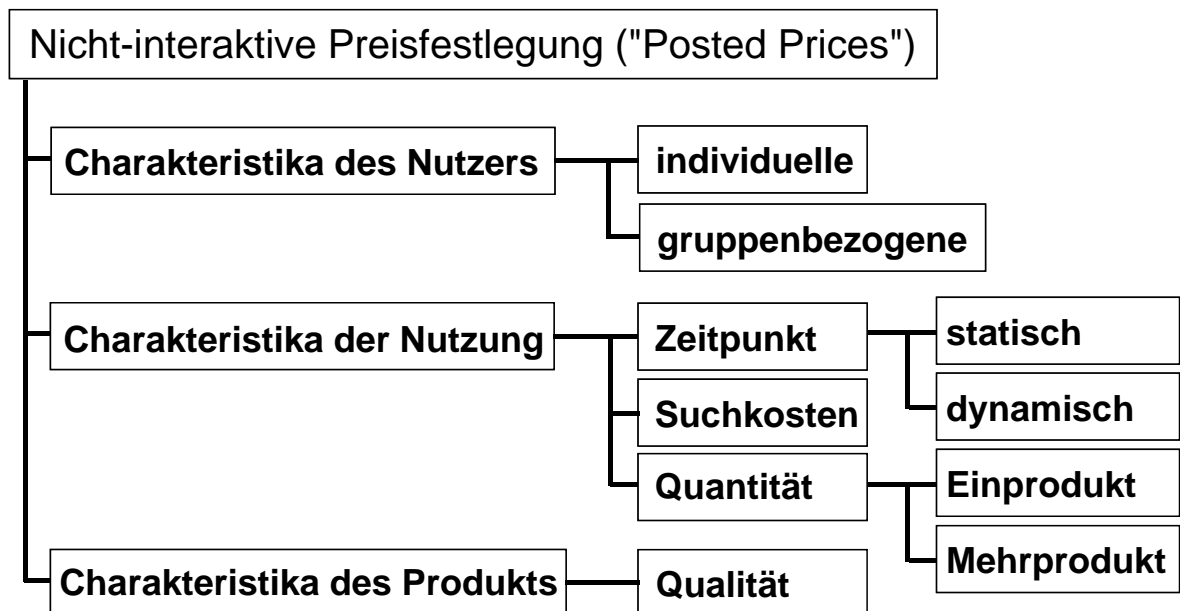 Nicht-interaktive Preisfestlegung ("Posted Prices")
Charakteristika des Nutzers
individuelle
gruppenbezogene
Charakteristika der Nutzung
Zeitpunkt
statisch
dynamisch
Suchkosten
Quantität
Einprodukt
Mehrprodukt
Charakteristika des Produkts
Qualität